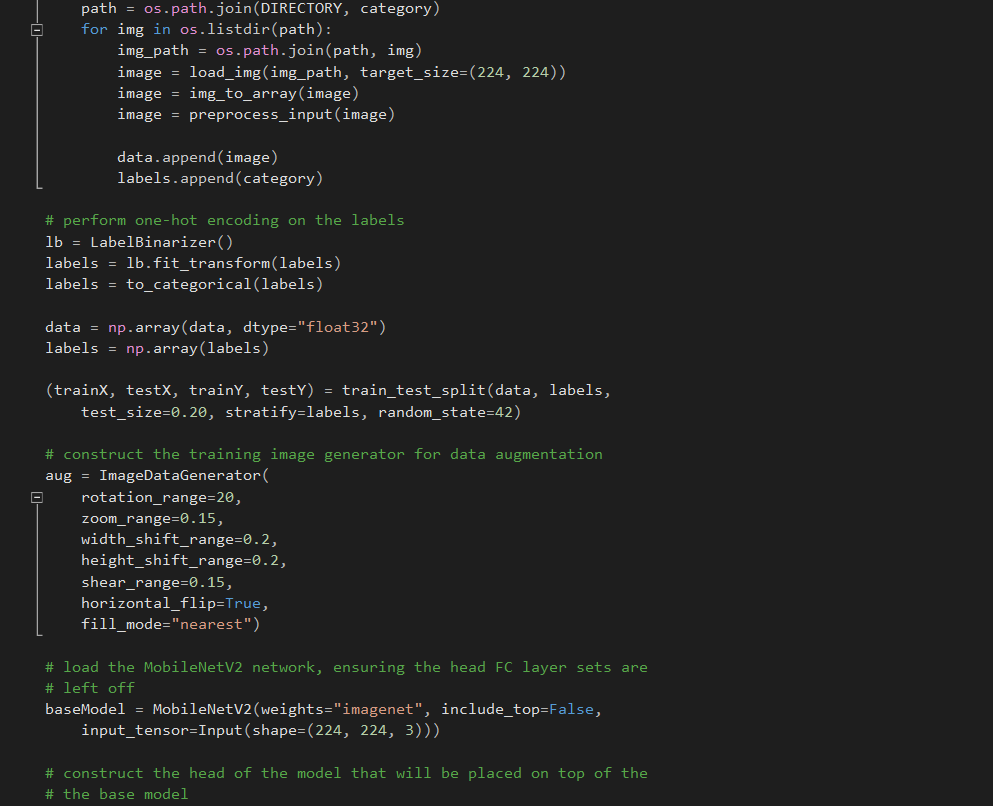 path = os.path.join(DIRECTORY, category)
for img in os.listdir(path):
img_path = os.path.join(path, img)
image = load_img(img_path, target_size=(224, 224))
image = img_to_array(image)
image = preprocess_input(image)
data.append(image)
labels.append(category)
# perform one-hot encoding on the labels
lb = LabelBinarizer()
labels = lb.fit_transform(labels)
labels = to_categorical(labels)
data = np.array(data, dtype="float32")
labels = np.array(labels)
(trainX, testX, trainY, testY) = train_test_split(data, labels,
test_size=0.20, stratify=labels, random_state=42)
# construct the training image generator for data augmentation
aug = ImageDataGenerator(
rotation_range=20,
zoom_range=0.15,
width_shift_range=0.2,
height_shift_range=0.2,
shear_range=0.15,
horizontal_flip=True,
fill_mode="nearest")
# load the MobileNetV2 network, ensuring the head FC layer sets are
# left off
baseModel = MobileNetV2(weights="imagenet", include_top=False,
input_tensor=Input(shape=(224, 224, 3)))
# construct the head of the model that will be placed on top of the
# the base model